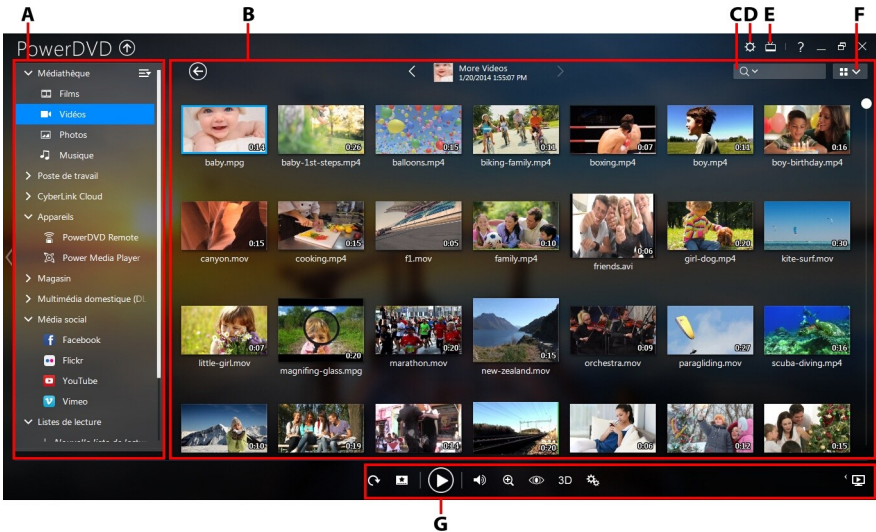 A B C D E F
PowerDVD
?
Médiathèque
Films
Vidéos
Photos
Musique
Poste de travail
CyberLink Cloud
Appareils
PowerDVD Remote
Power Media Player
Magasin
Multimédia domestique (DL
Média social
Facebook
Flickr
YouTube
Vimeo
Listes de lecture
More Videos
1/20/2014 1:55:07 PM
0:14 0:26 0:15 0:11 0:07 0:11 0:16
baby.mpg baby-1st-steps.mp4 balloons.mp4 biking-family.mp4 boxing.mp4 boy.mp4 boy-birthday.mp4
0:15 0:15 0:05 0:10 0:06 0:20 0:30
canyon.mov cooking.mp4 f1.mov family.mp4 friends.avi girl-dog.mp4 kite-surf.mov
0:07 0:20 0:20 0:15 0:09 0:27 0:16
little-girl.mov magnifing-glass.mpg marathon.mov new-zealand.mov orchestra.mov paragliding.mov scuba-diving.mp4
0:10 0:19 0:14 0:20 0:06 0:12 0:15
3D
G